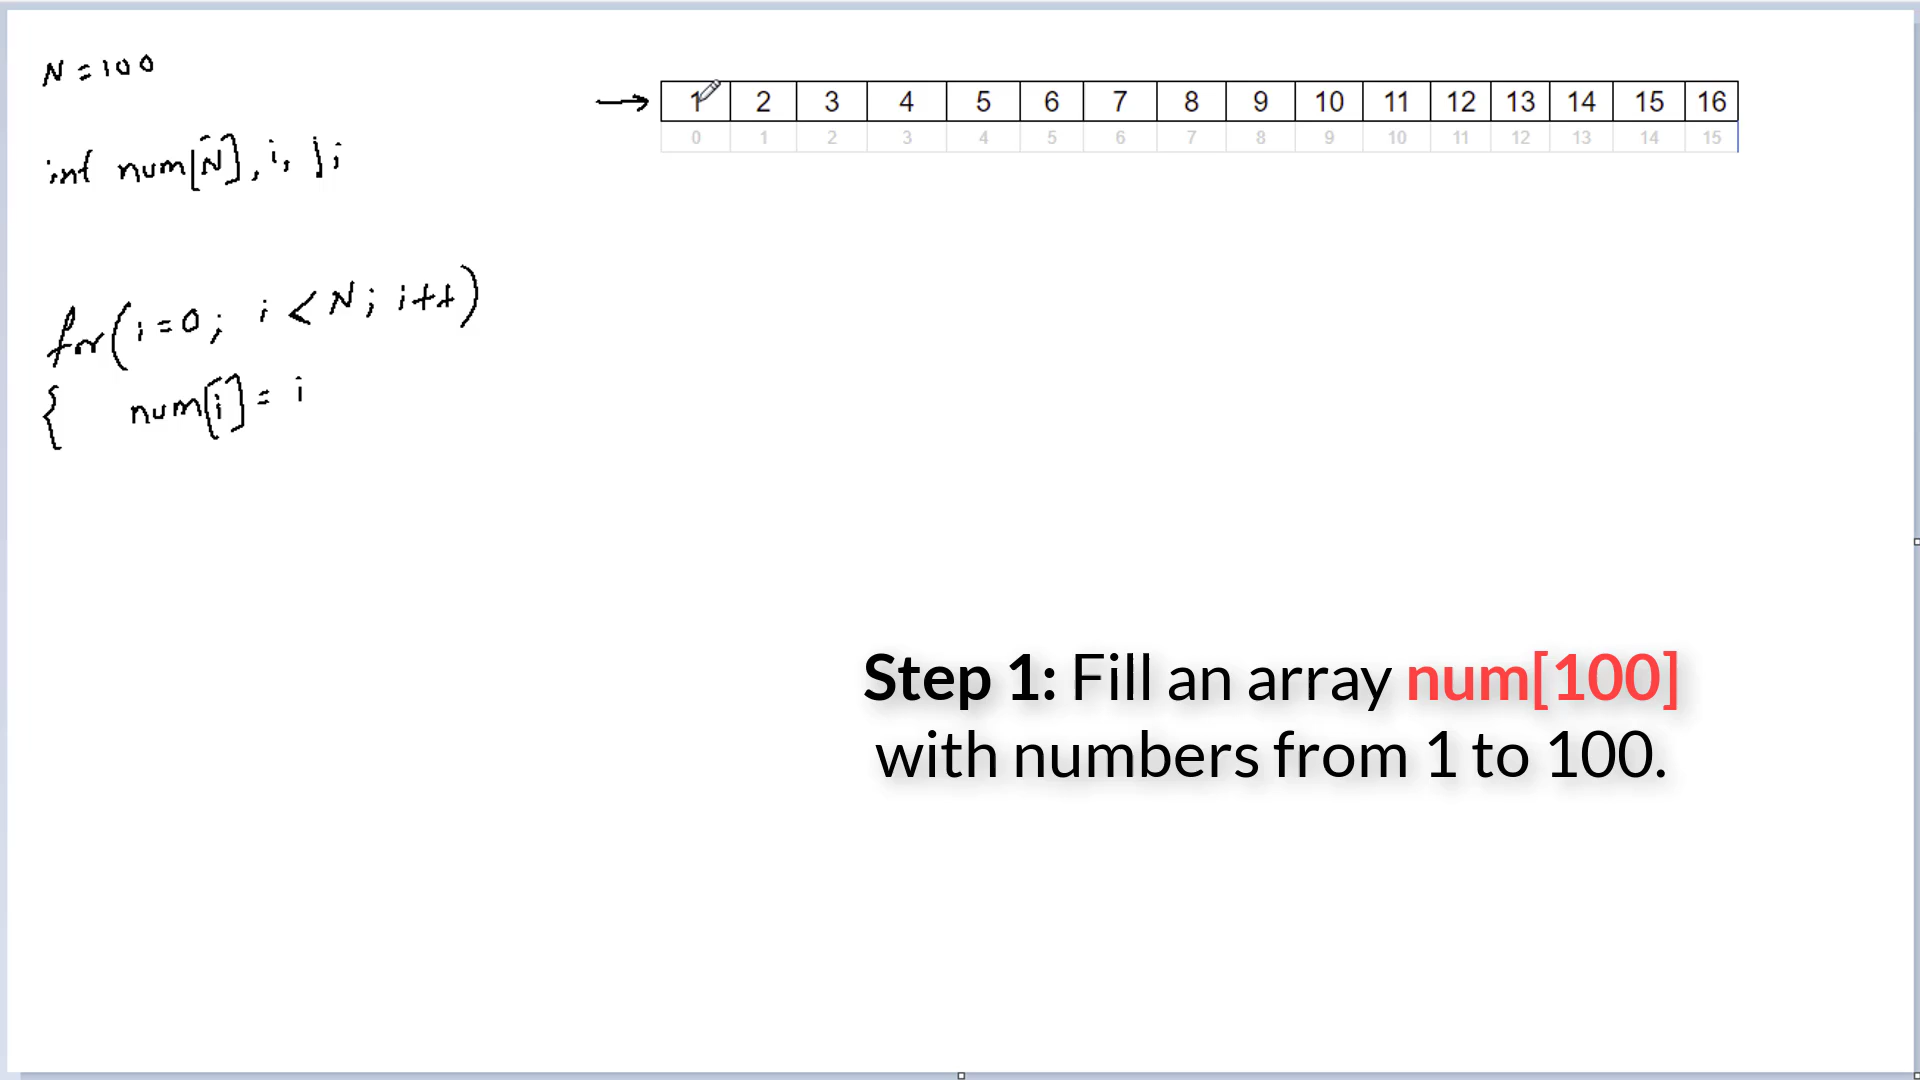 N = 100
int num[N], i, j;
for(i=0; i < N; i++)
{ num[i] = i
1 2 3 4 5 6 7 8 9 10 11 12 13 14 15 16
0 1 2 3 4 5 6 7 8 9 10 11 12 13 14 15
Step 1: Fill an array num[100]
with numbers from 1 to 100.